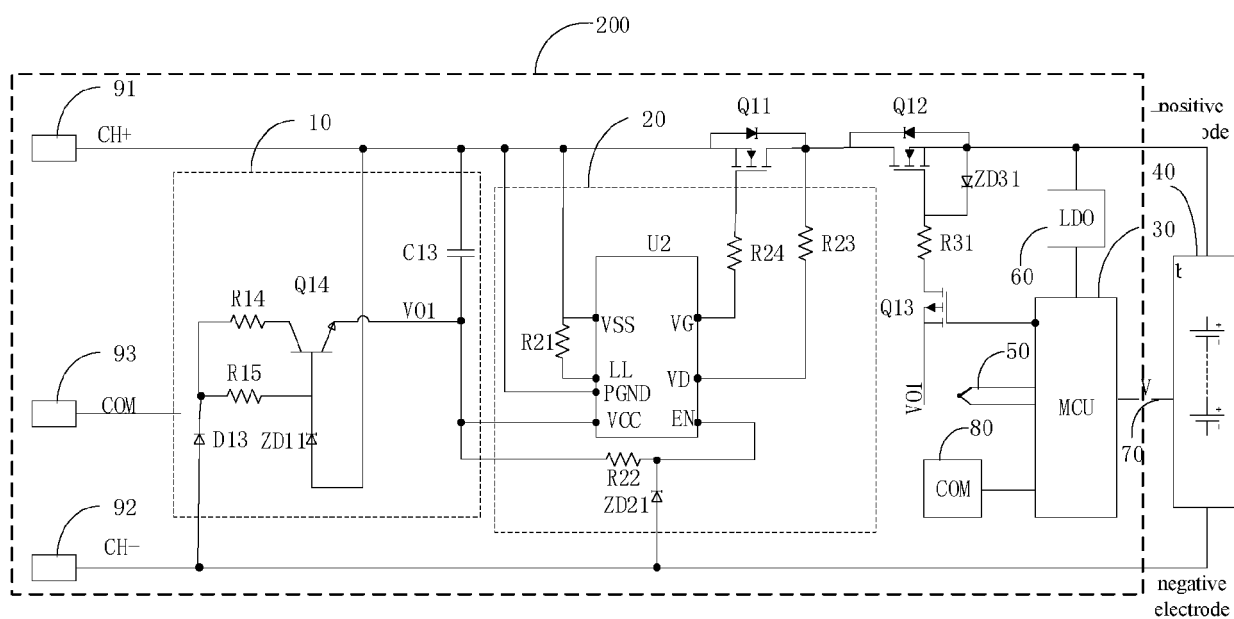 200
91
CH+
10
20
Q11
Q12
positive
ode
40
ZD31
LDO
30
60
R31
R23
R24
U2
C13
Q14
R14
V01
VSS
VG
R21
Q13
93
R15
LL
VD
50
PGND
COM
VCC
EN
V01
MCU
V
70
D13
ZD11
R22
80
COM
ZD21
92
CH-
negative
electrode